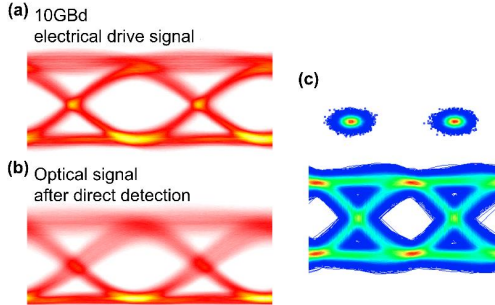 (a) 10GBd
electrical drive signal
(b) Optical signal
after direct detection
(c)